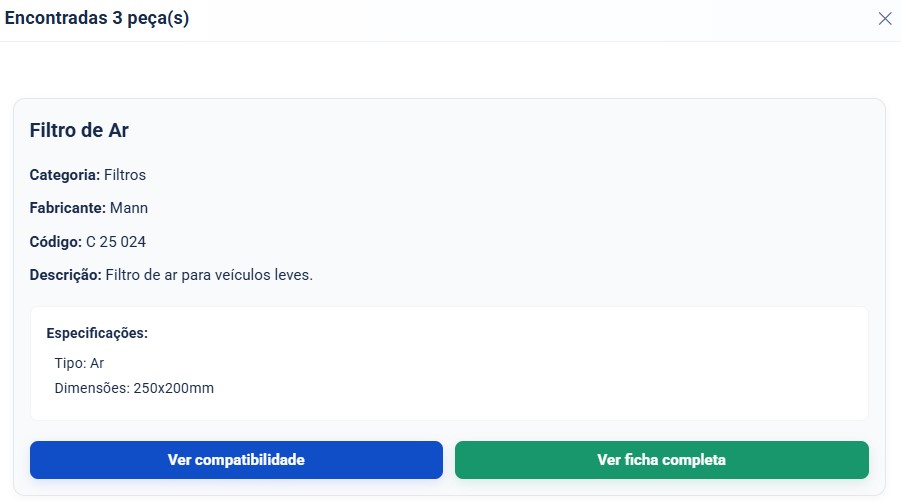 Encontradas 3 peça(s)
Filtro de Ar
Categoria: Filtros
Fabricante: Mann
Código: C 25 024
Descrição: Filtro de ar para veículos leves.
Especificações:
Tipo: Ar
Dimensões: 250x200mm
Ver compatibilidade
Ver ficha completa